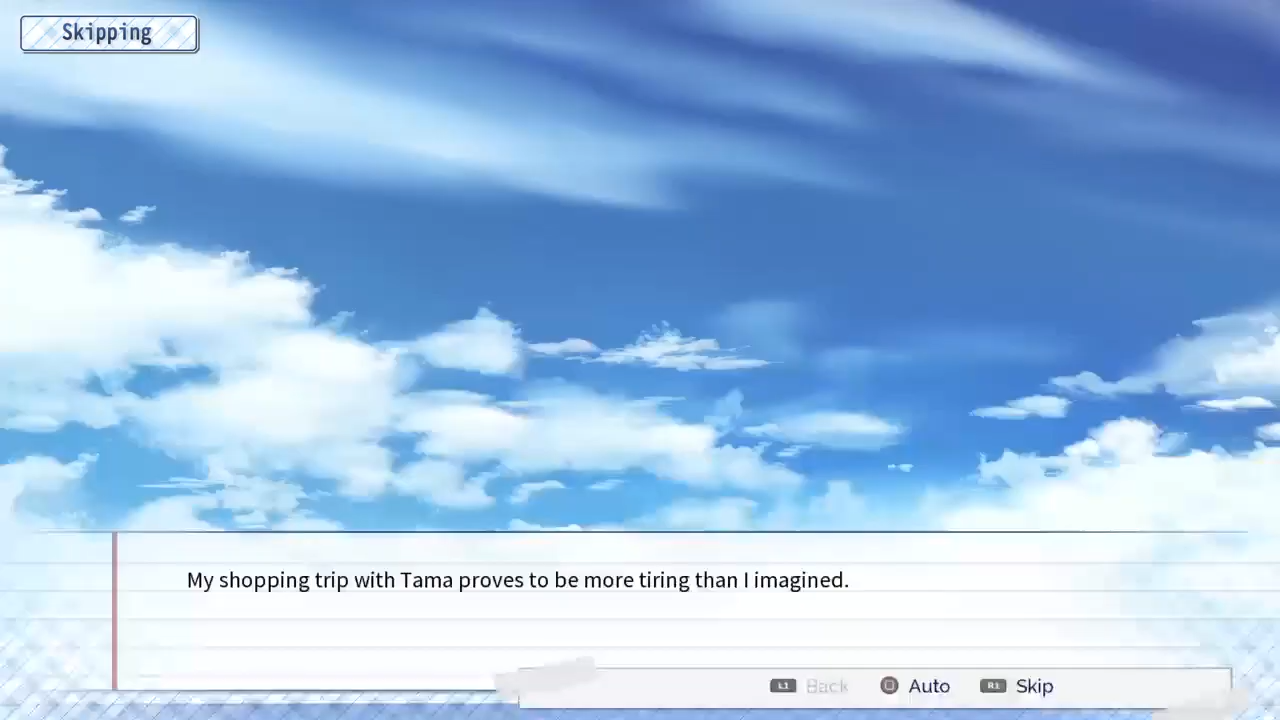 Skipping
My shopping trip with Tama proves to be more tiring than I imagined.
L1 Back Auto R1 Skip